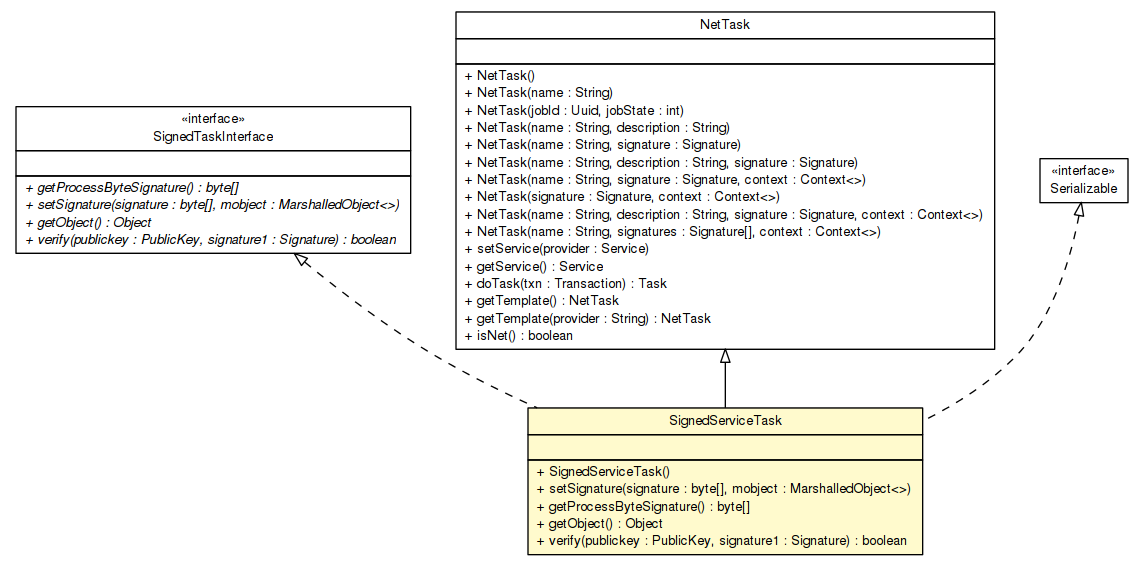 NetTask
+ NetTask()
+ NetTask(name : String)
+ NetTask(jobId : Uuid, jobState : int)
+ NetTask(name : String, description : String)
+ NetTask(name : String, signature : Signature)
+ NetTask(name : String, description : String, signature : Signature)
+ NetTask(name : String, signature : Signature, context : Context<>)
+ NetTask(signature : Signature, context : Context<>)
+ NetTask(name : String, description : String, signature : Signature, context : Context<>)
+ NetTask(name : String, signatures : Signature[], context : Context<>)
+ setService(provider : Service)
+ getService() : Service
+ doTask(txn : Transaction) : Task
+ getTemplate() : NetTask
+ getTemplate(provider : String) : NetTask
+ isNet() : boolean
«interface»
SignedTaskInterface
+ getProcessByteSignature() : byte[]
+ setSignature(signature : byte[], mobject : MarshalledObject<>)
+ getObject() : Object
+ verify(publickey : PublicKey, signature1 : Signature) : boolean
«interface»
Serializable
SignedServiceTask
+ SignedServiceTask()
+ setSignature(signature : byte[], mobject : MarshalledObject<>)
+ getProcessByteSignature() : byte[]
+ getObject() : Object
+ verify(publickey : PublicKey, signature1 : Signature) : boolean